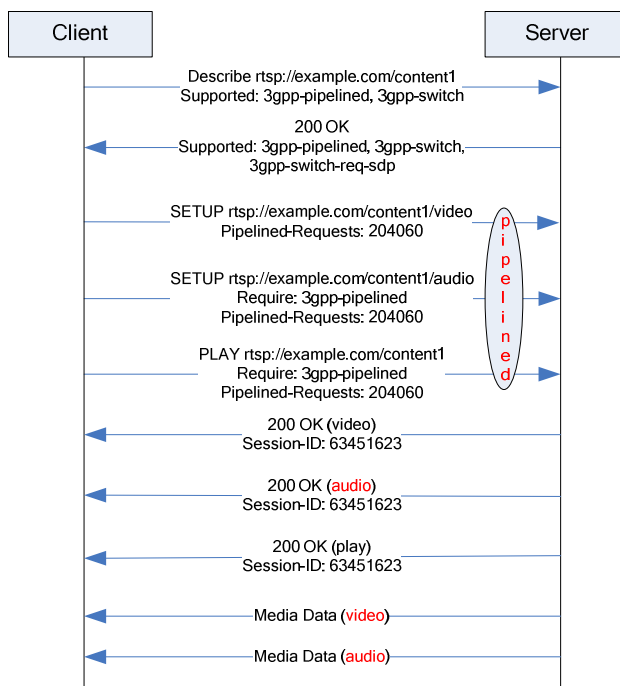 Client
Server
Describe rtsp://example.com/content1
Supported: 3gpp-pipelined, 3gpp-switch
200 OK
Supported: 3gpp-pipelined, 3gpp-switch,
3gpp-switch-req-sdp
SETUP rtsp://example.com/content1/video
Pipelined-Requests: 204060
SETUP rtsp://example.com/content1/audio
Require: 3gpp-pipelined
Pipelined-Requests: 204060
PLAY rtsp://example.com/content1
Require: 3gpp-pipelined
Pipelined-Requests: 204060
pipelined
200 OK (video)
Session-ID: 63451623
200 OK (audio)
Session-ID: 63451623
200 OK (play)
Session-ID: 63451623
Media Data (video)
Media Data (audio)